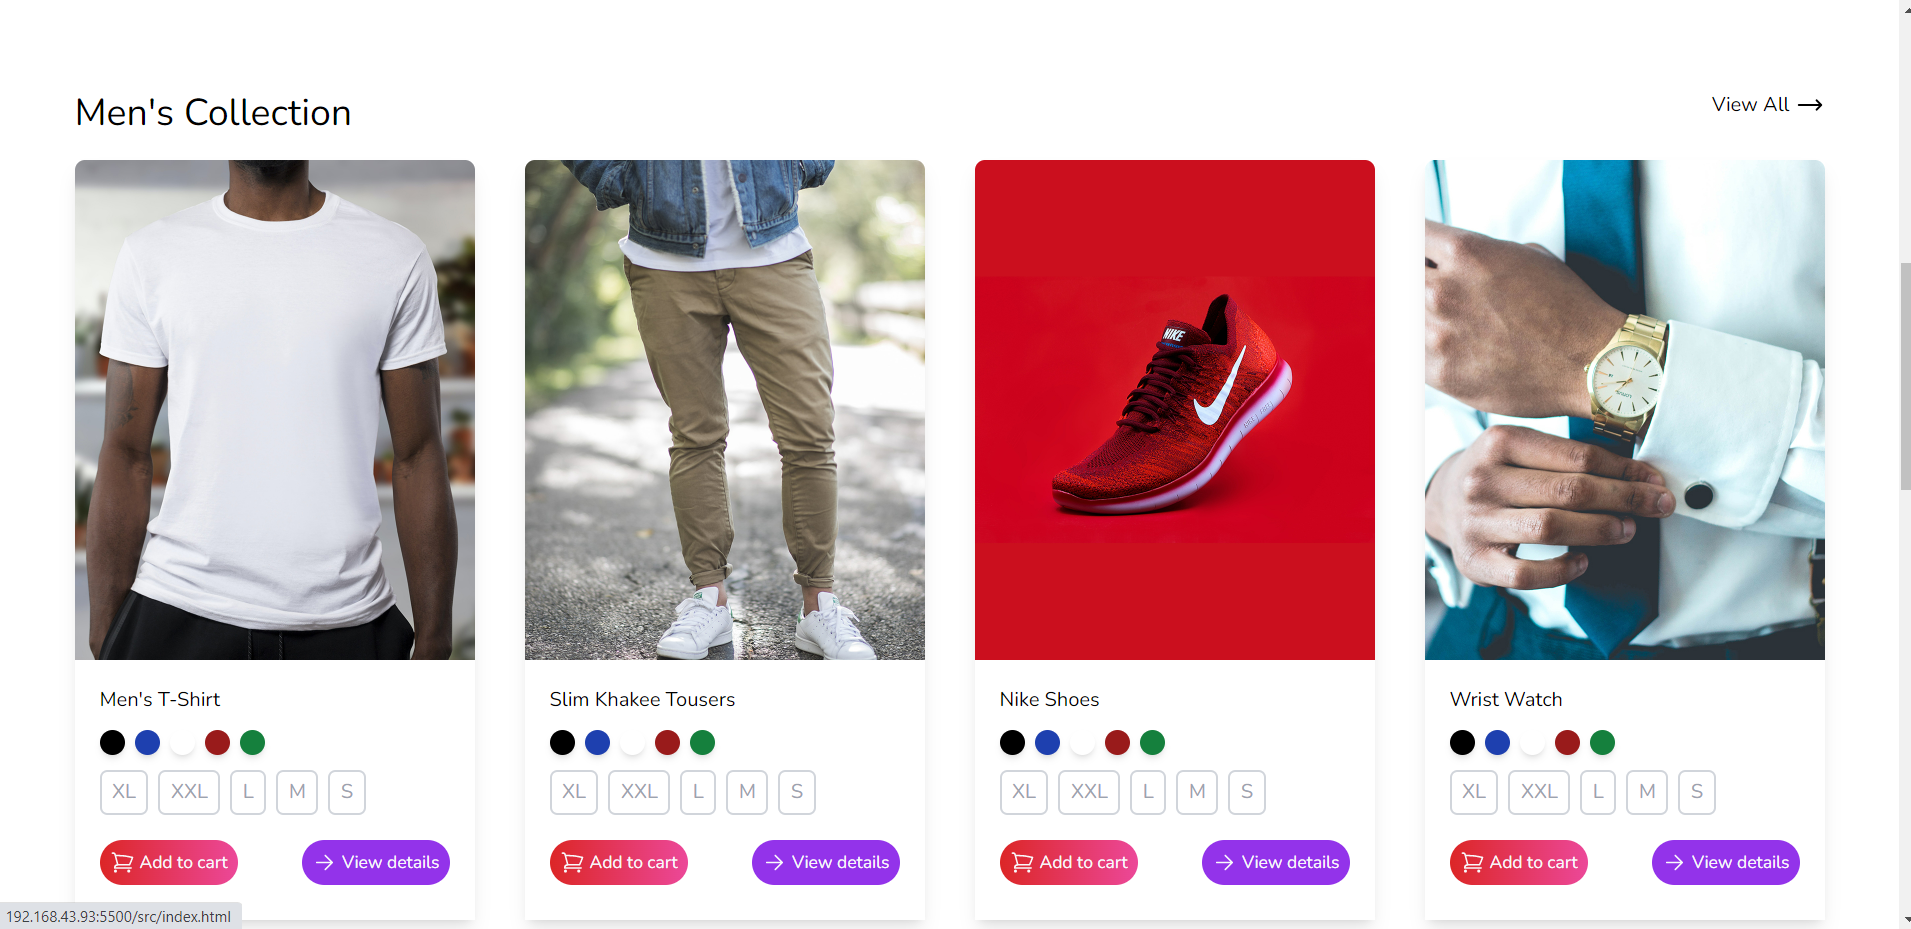 Men's Collection
View All
NIKE
Men's T-Shirt
XL XXL L M S
Add to cart View details
Slim Khakee Tousers
XL XXL L M S
Add to cart View details
Nike Shoes
XL XXL L M S
Add to cart View details
Wrist Watch
XL XXL L M S
Add to cart View details
192.168.43.93:5500/src/index.html